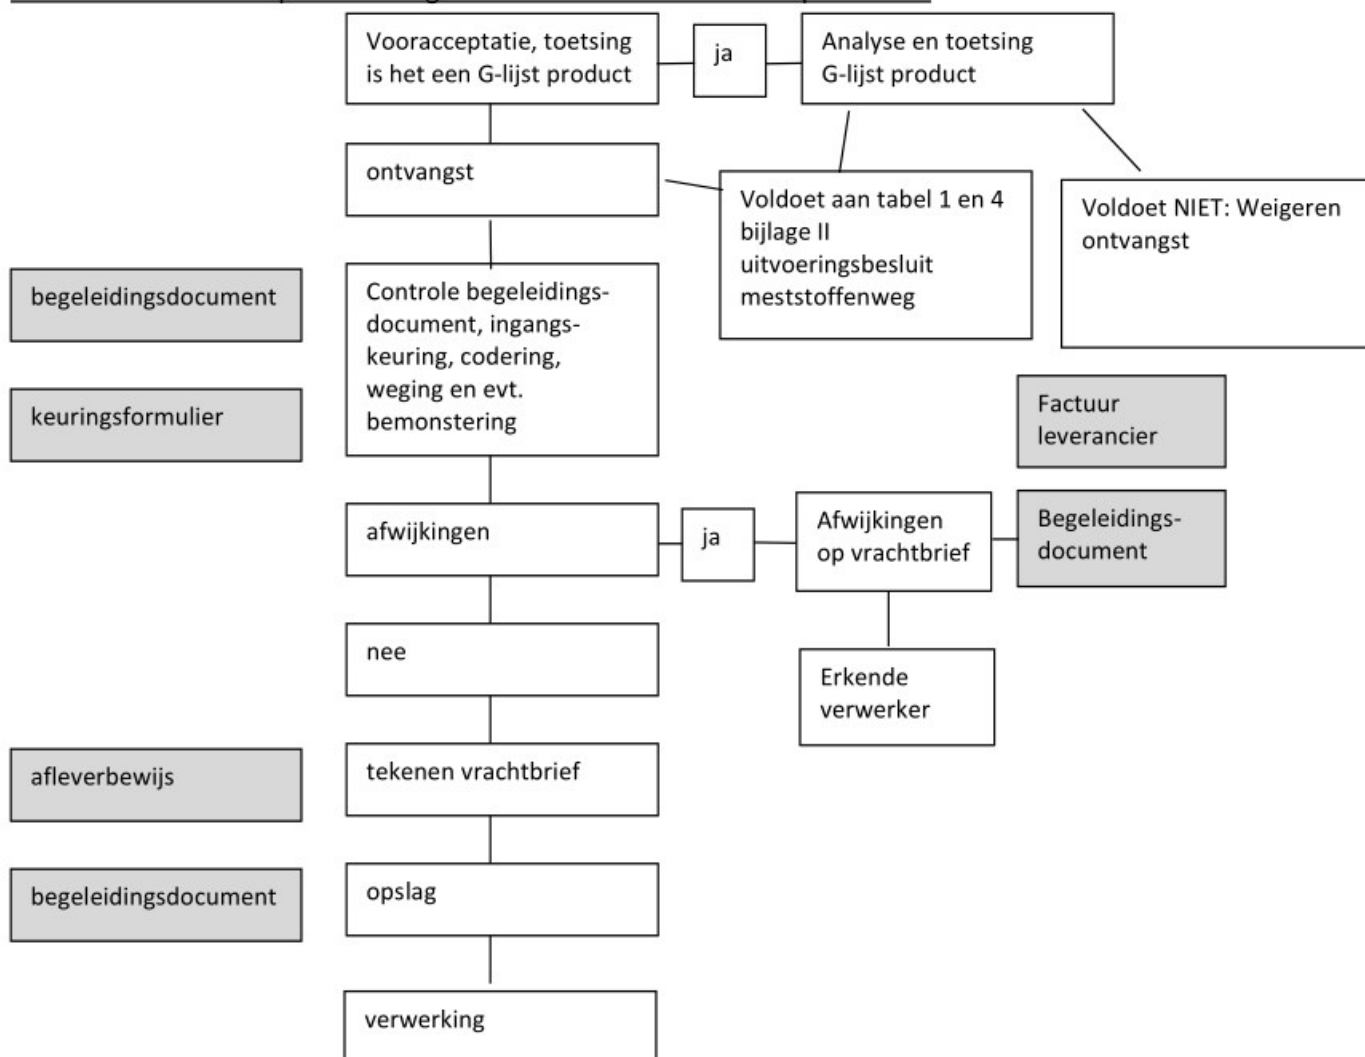 Vooracceptatie, toetsing
is het een G-lijst product
ja
Analyse en toetsing
G-lijst product
ontvangst
Voldoet aan tabel 1 en 4
bijlage II
uitvoeringsbesluit
meststoffenweg
Voldoet NIET: Weigeren
ontvangst
begeleidingsdocument
Controle begeleidings-
document, ingangs-
keuring, codering,
weging en evt.
bemonstering
keuringsformulier
Factuur
leverancier
afwijkingen
ja
Afwijkingen
op vrachtbrief
Begeleidings-
document
nee
Erkende
verwerker
afleverbewijs
tekenen vrachtbrief
begeleidingsdocument
opslag
verwerking